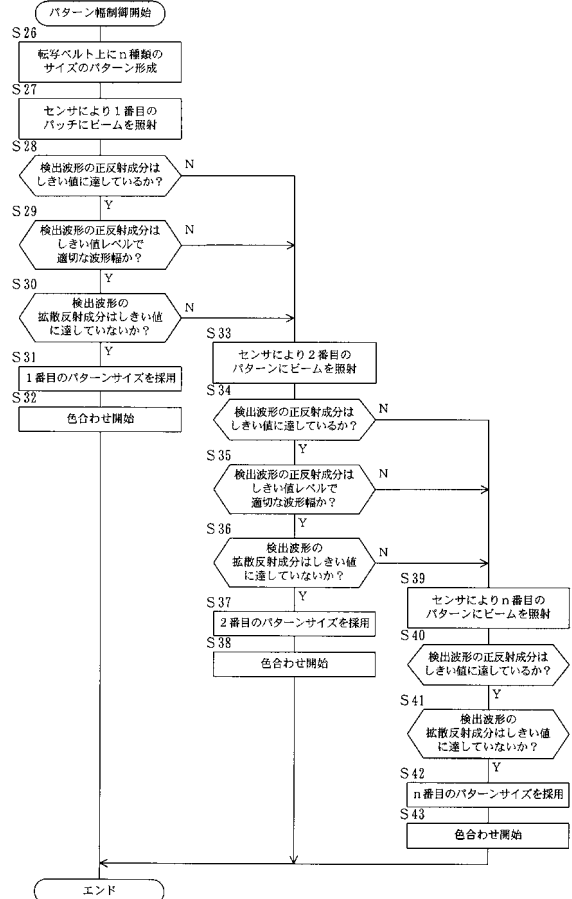 パターン幅制御開始
S26
転写ベルト上にn種類の
サイズのパターン形成
S27
センサにより1番目の
パッチにビームを照射
S28
検出波形の正反射成分は
しきい値に達しているか?
N
Y
S29
検出波形の正反射成分は
しきい値レベルで
適切な波形幅か?
N
Y
S30
検出波形の
拡散反射成分はしきい値
に達していないか?
N
Y
S31
1番目のパターンサイズを採用
S32
色合わせ開始
S33
センサにより2番目の
パターンにビームを照射
S34
検出波形の正反射成分は
しきい値に達しているか?
N
Y
S35
検出波形の正反射成分は
しきい値レベルで
適切な波形幅か?
N
Y
S36
検出波形の
拡散反射成分はしきい値
に達していないか?
N
Y
S37
2番目のパターンサイズを採用
S38
色合わせ開始
S39
センサによりn番目の
パターンにビームを照射
S40
検出波形の正反射成分は
しきい値に達しているか?
Y
S41
検出波形の
拡散反射成分はしきい値
に達していないか?
Y
S42
n番目のパターンサイズを採用
S43
色合わせ開始
エンド